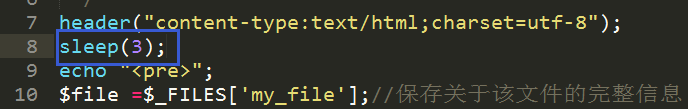 7 header("content-type:text/html;charset=utf-8");
8 sleep(3);
9 echo "<pre>";
10 $file =$_FILES['my_file'];//保存关于该文件的完整信息